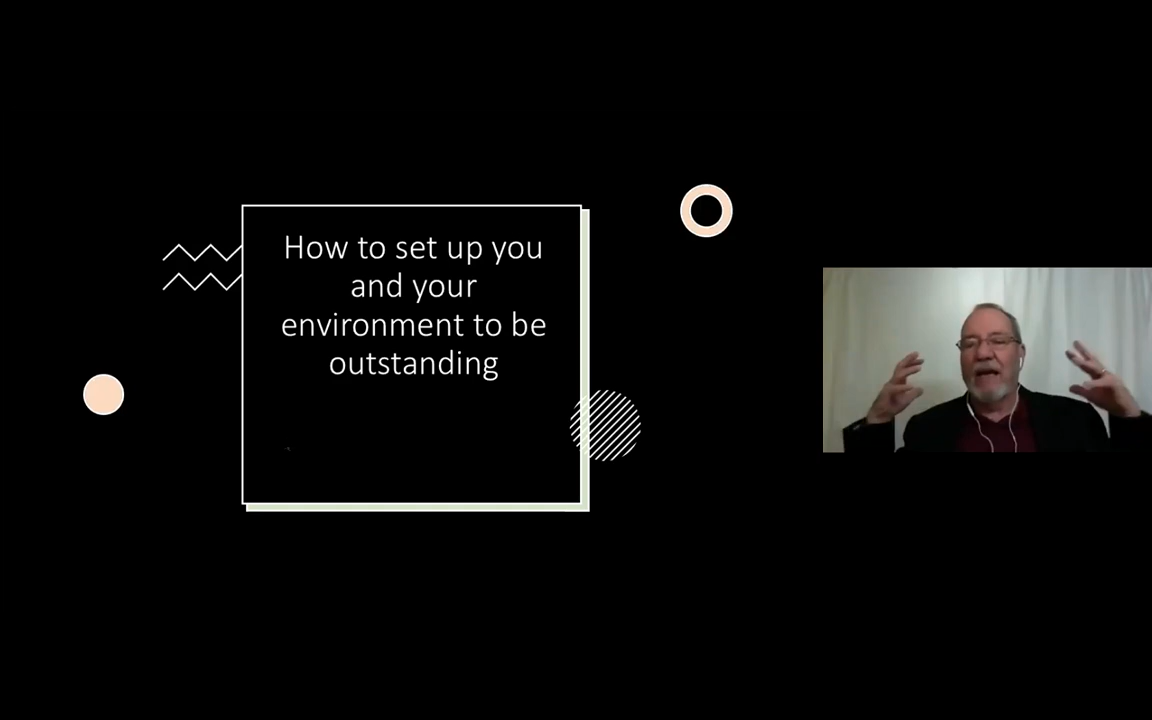 How to set up you
and your
environment to be
outstanding